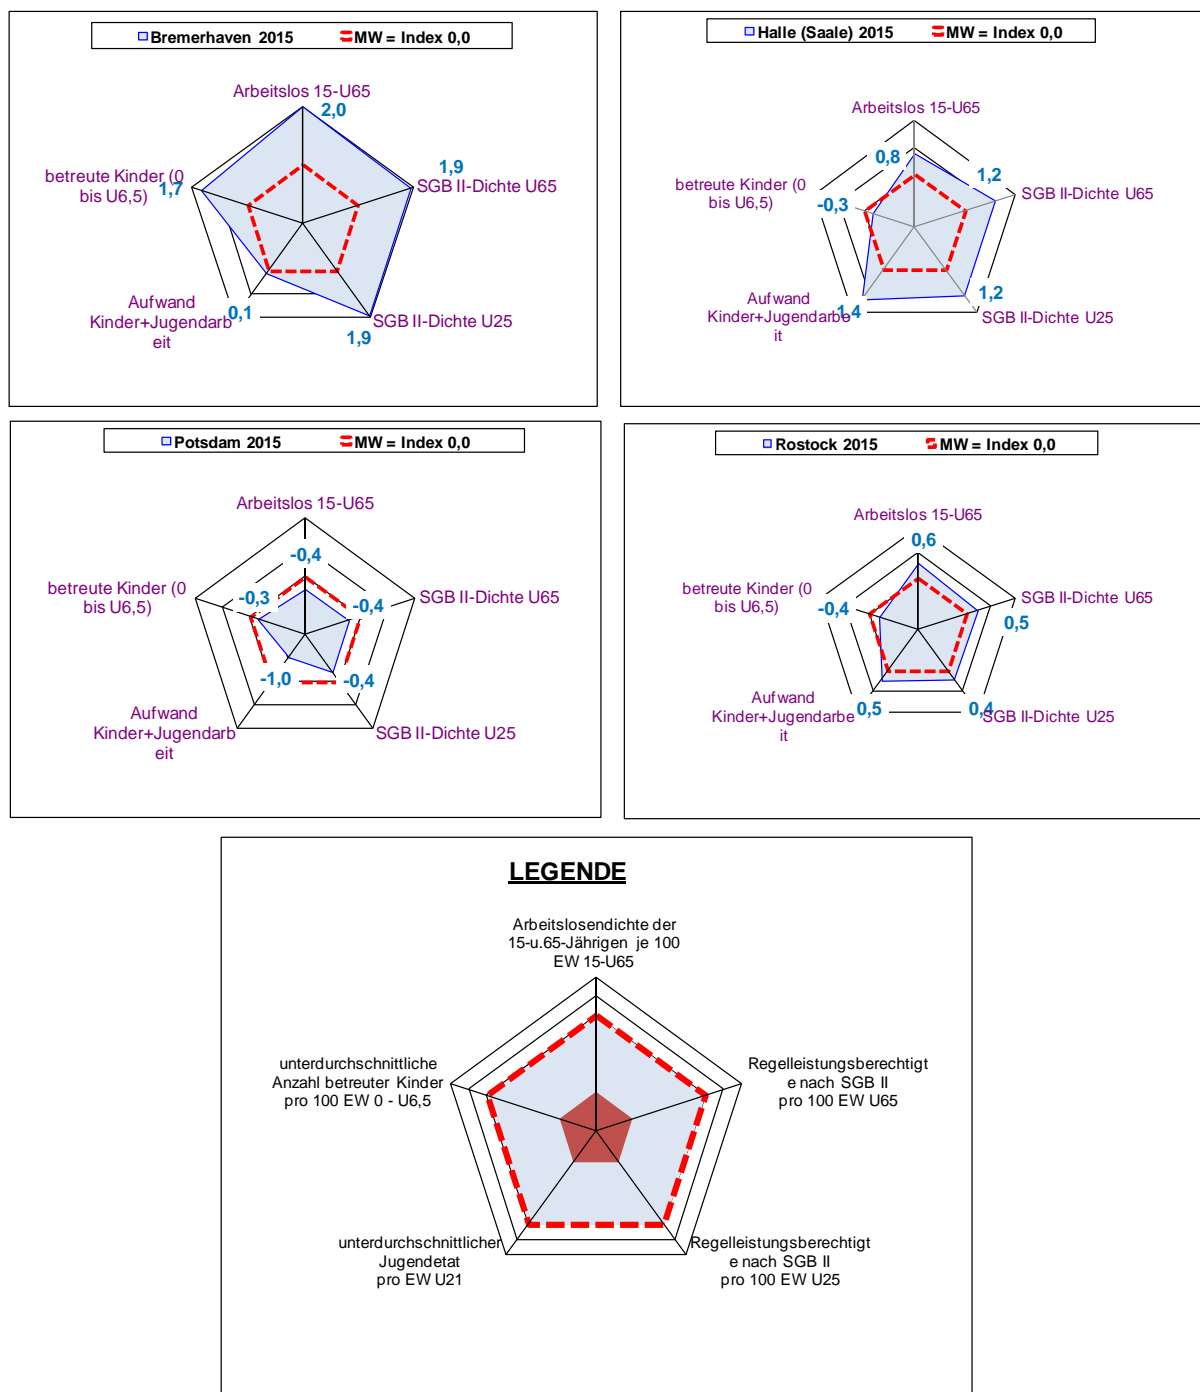 Bremerhaven 2015 MW = Index 0,0
Arbeitslos 15-U65
2,0
1,9
SGB II-Dichte U65
betreute Kinder (0
bis U6,5)
1,7
Aufwand
Kinder+Jugendarb
eit
0,1
SGB II-Dichte U25
1,9
Halle (Saale) 2015 MW = Index 0,0
Arbeitslos 15-U65
0,8
1,2
SGB II-Dichte U65
betreute Kinder (0
bis U6,5)
-0,3
Aufwand
Kinder+Jugendarbe
it
1,4
1,2
SGB II-Dichte U25
Potsdam 2015 MW = Index 0,0
Arbeitslos 15-U65
-0,4
betreute Kinder (0
bis U6,5)
-0,3
-0,4
SGB II-Dichte U65
-1,0
-0,4
Aufwand
Kinder+Jugendarb
eit
SGB II-Dichte U25
Rostock 2015 MW = Index 0,0
Arbeitslos 15-U65
0,6
betreute Kinder (0
bis U6,5)
-0,4
SGB II-Dichte U65
0,5
Aufwand
Kinder+Jugendarbe
it
0,5
0,4
SGB II-Dichte U25
LEGENDE
Arbeitslosendichte der
15-u.65-Jährigen je 100
EW 15-U65
unterdurchschnittliche
Anzahl betreuter Kinder
pro 100 EW 0 - U6,5
Regelleistungsberechtigt
e nach SGB II
pro 100 EW U65
unterdurchschnittlicher
Jugendetat
pro EW U21
Regelleistungsberechtigt
e nach SGB II
pro 100 EW U25